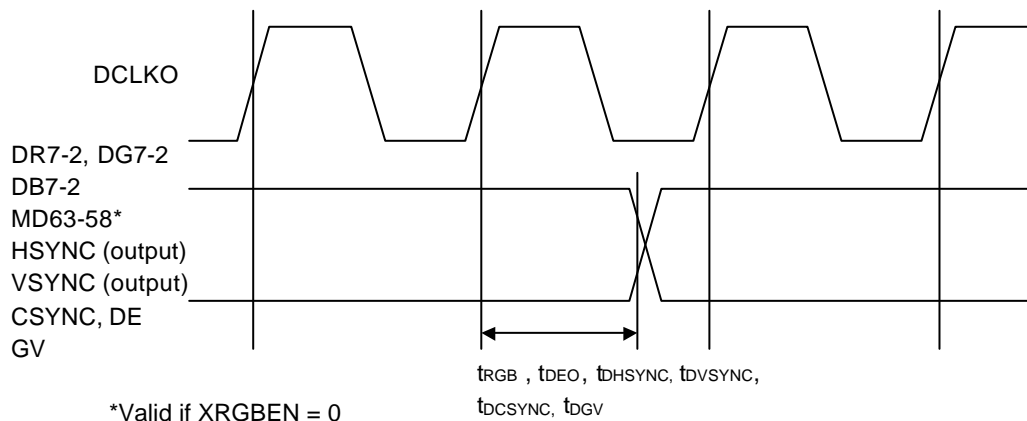 DCLKO
DR7-2, DG7-2
DB7-2
MD63-58*
HSYNC (output)
VSYNC (output)
CSYNC, DE
GV
tRGB , tDEO, tDHSYNC, tDVSYNC,
tDCSYNC, tDGV
*Valid if XRGBEN = 0